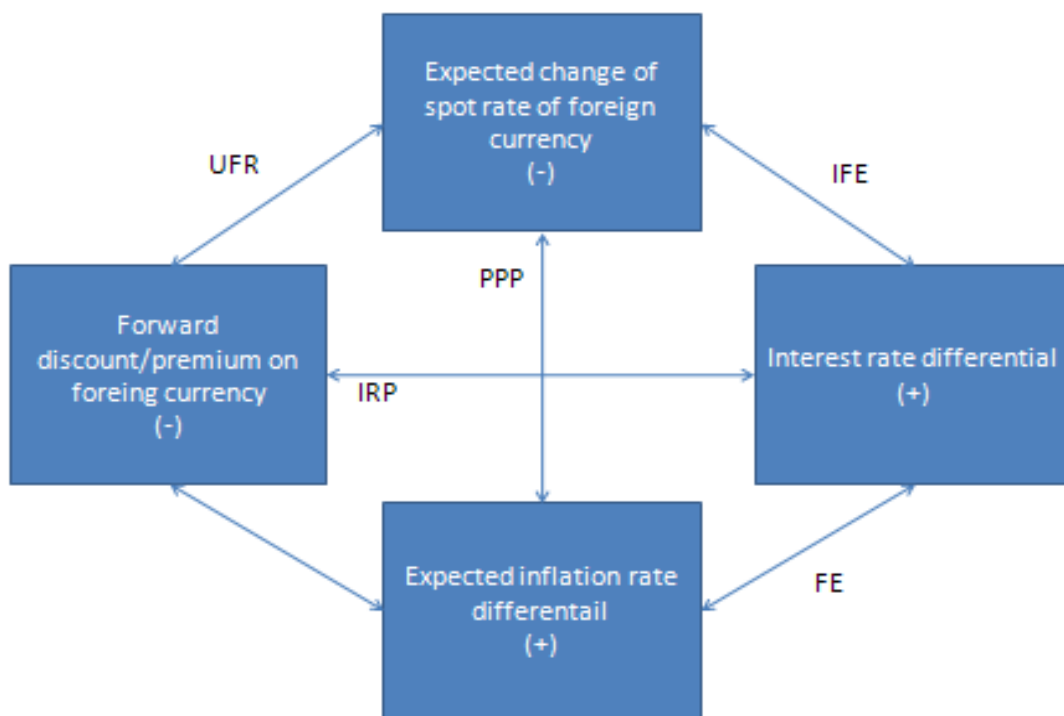 Expected change of
spot rate of foreign
currency
(-)
UFR
IFE
PPP
Forward
discount/premium on
foreing currency
(-)
IRP
Interest rate differential
(+)
Expected inflation rate
differentail
(+)
FE